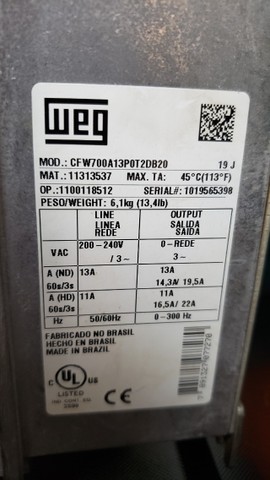 weg
MOD.: CFW700A13P0T2DB20 19 J
MAT.: 11313537 MAX. TA: 45°C(113°F)
OP.:1100118512 SERIAL#: 1019565398
PESO/WEIGHT: 6,1kg (13,4lb)
LINE OUTPUT
LINEA SALIDA
REDE SAÍDA
VAC 200-240V 0-REDE
/ 3~ 3~
A (ND) 13A 13A
60s/3s 14,3A/ 19,5A
A (HD) 11A 11A
60s/3s 16,5A/ 22A
Hz 50/60Hz 0-300 Hz
FABRICADO NO BRASIL
HECHO EN BRASIL
MADE IN BRAZIL
C UL US
LISTED
CE